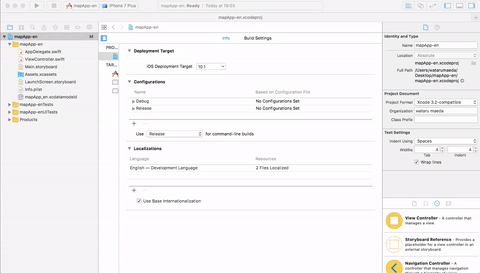 mapApp-en
iPhone 7 Plus
mapApp-en: Ready
Today at 19:03
mapApp-en
mapApp-en
AppDelegate.swift
ViewController.swift
Main.storyboard
Assets.xcassets
LaunchScreen.storyboard
Info.plist
mapApp_en.xcdatamodeld
mapApp-enTests
mapApp-enUITests
Products
mapApp-en
PRO...
TAR...
Info
Build Settings
Deployment Target
iOS Deployment Target
10.1
Configurations
Name
Based on Configuration File
Debug
No Configurations Set
Release
No Configurations Set
+
Use
Release
for command-line builds
Localizations
Language
Resources
English — Development Language
2 Files Localized
+
Use Base Internationalization
Identity and Type
Name
mapApp-en
Location
Absolute
mapApp-en.xcodeproj
Full Path
/Users/watarumaeda/
Desktop/mapApp-en/
mapApp-en.xcodeproj
Project Document
Project Format
Xcode 3.2-compatible
Organization
wataru maeda
Class Prefix
Text Settings
Indent Using
Spaces
Widths
4
4
Tab
Indent
Wrap lines
View Controller - A controller that
manages a view.
Storyboard Reference - Provides a
placeholder for a view controller in
an external storyboard.
Navigation Controller - A
controller that manages navigation